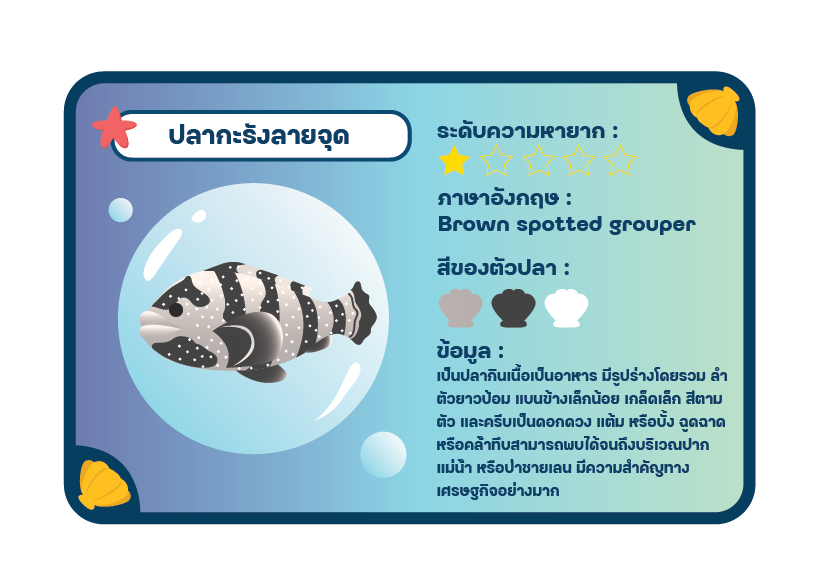 ปลากะรังลายจุด
ระดับความหายาก :
ภาษาอังกฤษ :
Brown spotted grouper
สีของตัวปลา :
ข้อมูล :
เป็นปลากินเนื้อเป็นอาหาร มีรูปร่างโดยรวม ลำ
ตัวยาวป้อม แบนข้างเล็กน้อย เกล็ดเล็ก สีตาม
ตัว และครีบเป็นดอกดวง แต้ม หรือบั้ง ฉูดฉาด
หรือคล้ำทึบสามารถพบได้จนถึงบริเวณปาก
แม่น้ำ หรือป่าชายเลน มีความสำคัญทาง
เศรษฐกิจอย่างมาก